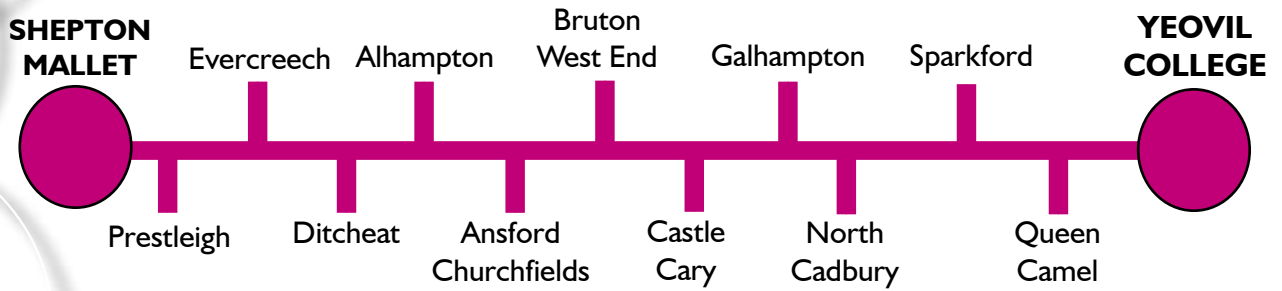 SHEPTON
MALLET
Prestleigh
Evercreech
Ditcheat
Alhampton
Ansford
Churchfields
Bruton
West End
Castle
Cary
Galhampton
North
Cadbury
Sparkford
Queen
Camel
YEOVIL
COLLEGE